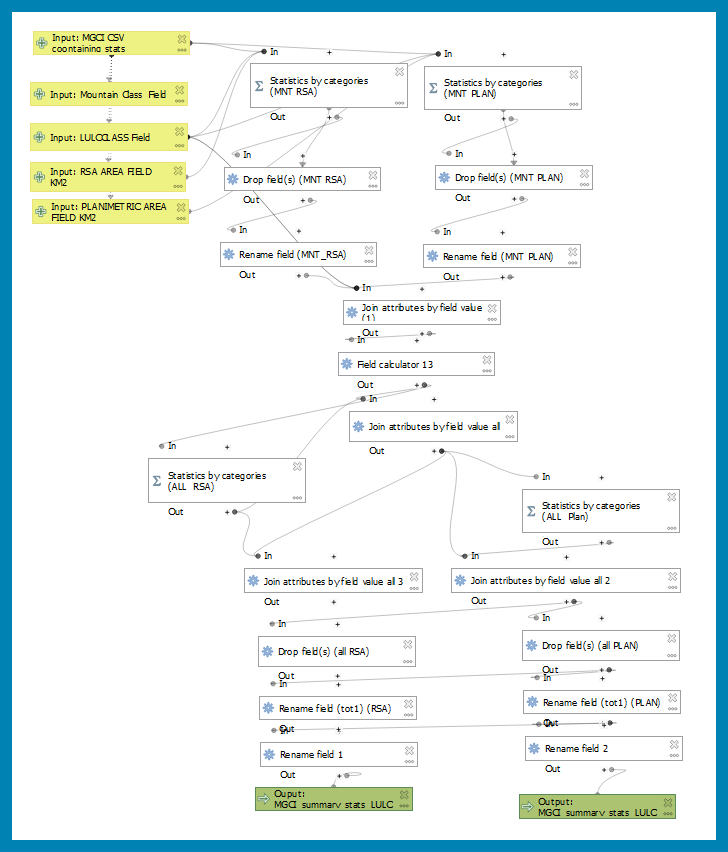 Input: MGCI CSV
coontaining stats
In
In
Statistics by categories
(MNT RSA)
Statistics by categories
(MNT PLAN)
Input: Mountain Class Field
Out
Out
Input: LULCCLASS Field
In
In
Input: RSA AREA FIELD
KM2
Drop field(s) (MNT RSA)
Drop field(s) (MNT PLAN)
Out
Out
Input: PLANIMETRIC AREA
FIELD KM2
In
In
Rename field (MNT_RSA)
Rename field (MNT PLAN)
Out
Out
In
Join attributes by field value
(1)
Out
In
Field calculator 13
Out
In
Join attributes by field value all
In
Out
Statistics by categories
(ALL RSA)
In
Statistics by categories
(ALL Plan)
Out
Out
In
In
Join attributes by field value all 3
Join attributes by field value all 2
Out
Out
In
In
Drop field(s) (all RSA)
Drop field(s) (all PLAN)
Out
In
Out
In
Rename field (tot1) (RSA)
Rename field (tot1) (PLAN)
Out
In
Out
In
Rename field 1
Rename field 2
Out
Out
Ouput:
MGCI summary stats LULC
Output:
MGCI summary stats LULC